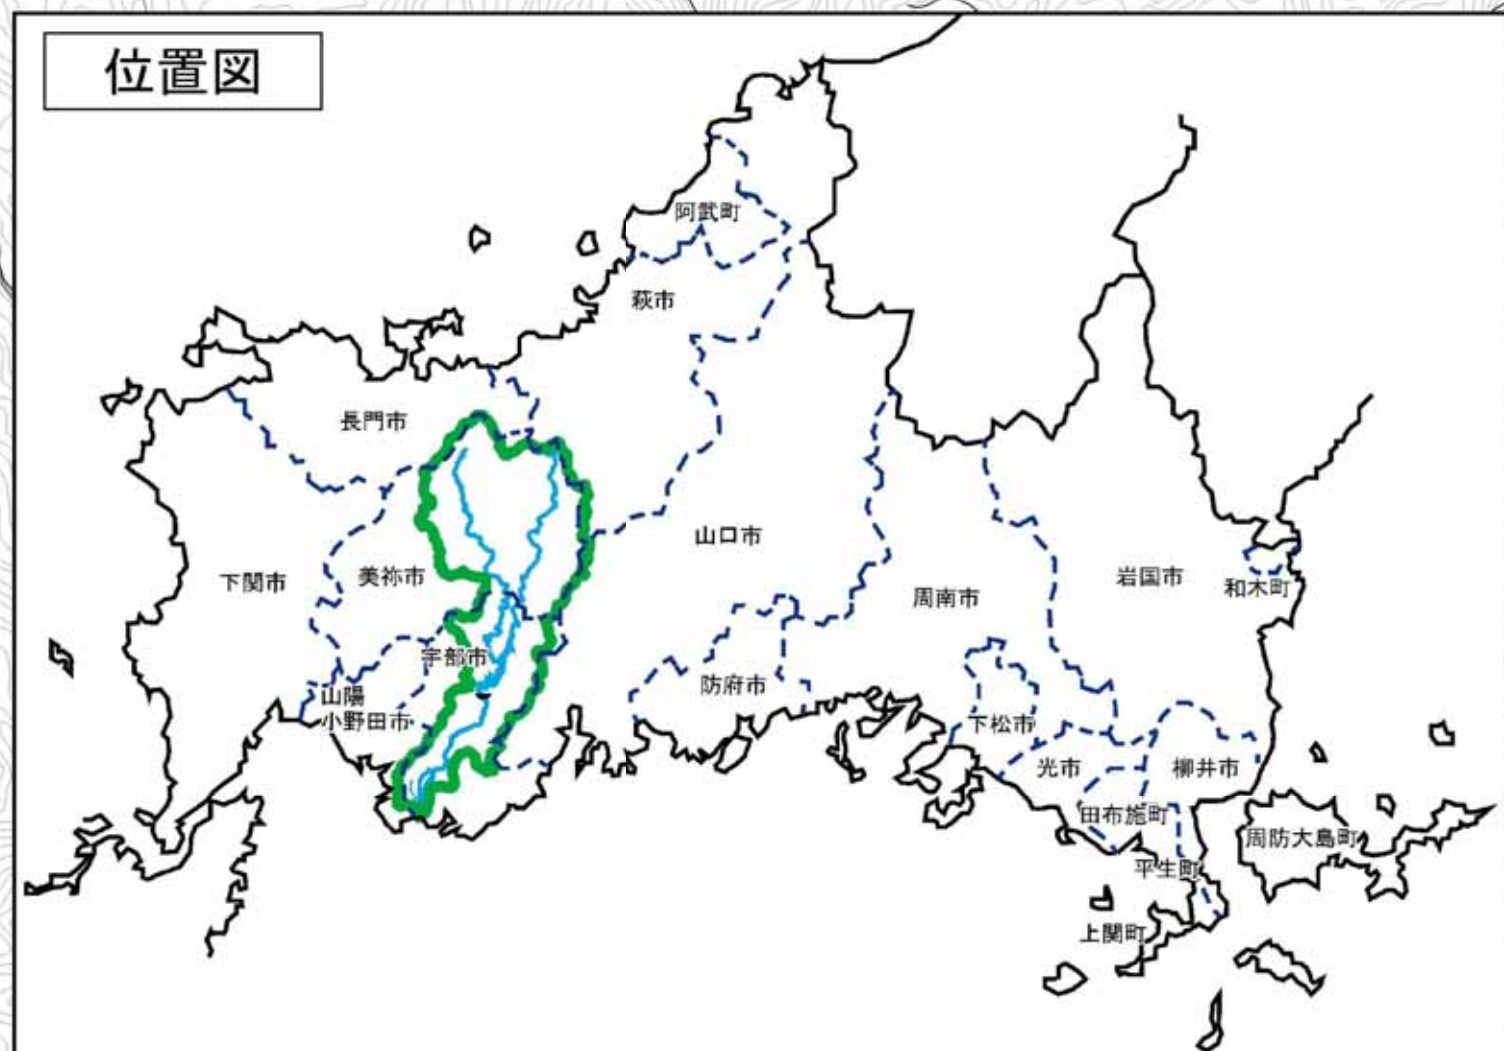 位置図
阿武町
萩市
長門市
山口市
下関市
美祢市
周南市
岩国市
和木町
宇部市
防府市
山陽
小野田市
下松市
光市
柳井市
田布施町
周防大島町
平生町
上関町